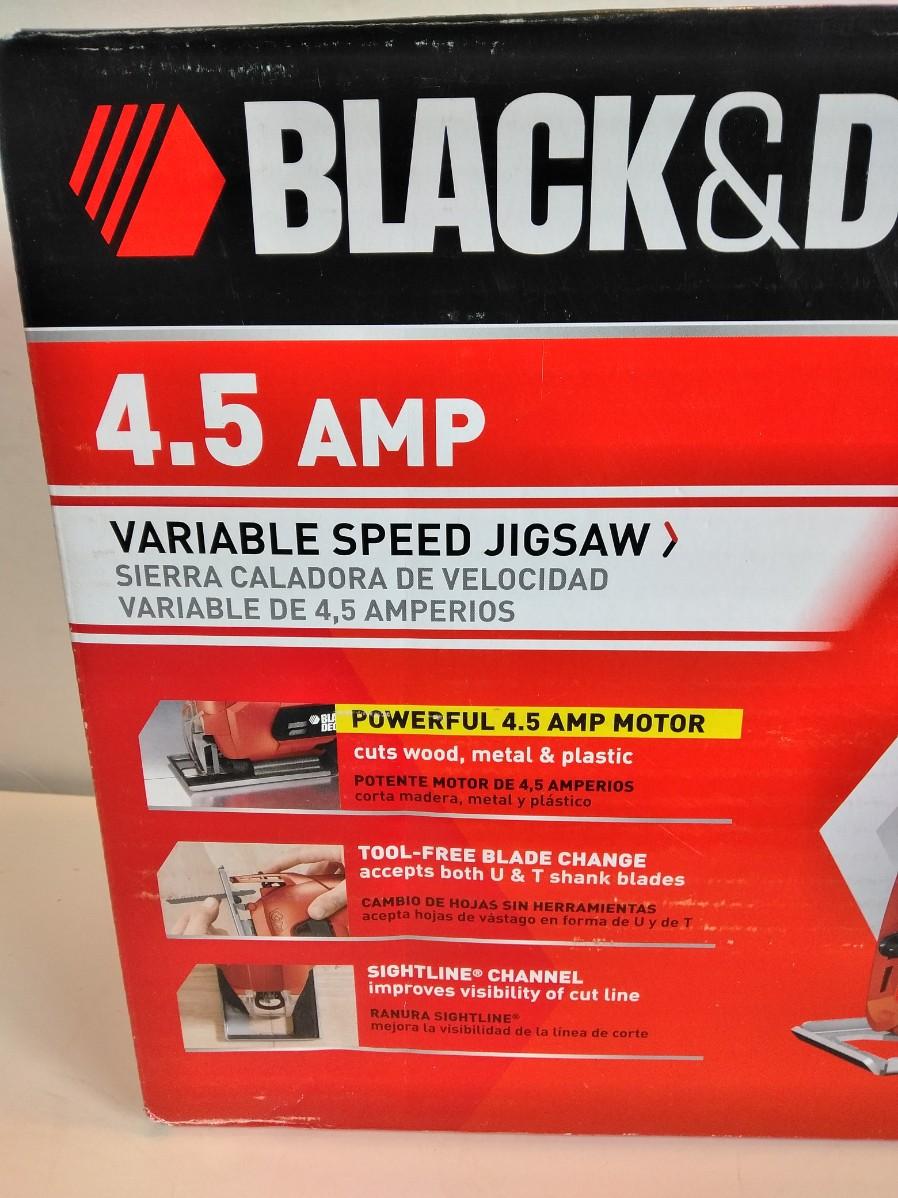 BLACK&D
4.5 AMP
VARIABLE SPEED JIGSAW
SIERRA CALADORA DE VELOCIDAD
VARIABLE DE 4,5 AMPERIOS
POWERFUL 4.5 AMP MOTOR
cuts wood, metal & plastic
POTENTE MOTOR DE 4,5 AMPERIOS
corta madera, metal y plástico
TOOL-FREE BLADE CHANGE
accepts both U & T shank blades
CAMBIO DE HOJAS SIN HERRAMIENTAS
acepta hojas de vástago en forma de U y de T
SIGHTLINE® CHANNEL
improves visibility of cut line
RANURA SIGHTLINE®
mejora la visibilidad de la línea de corte